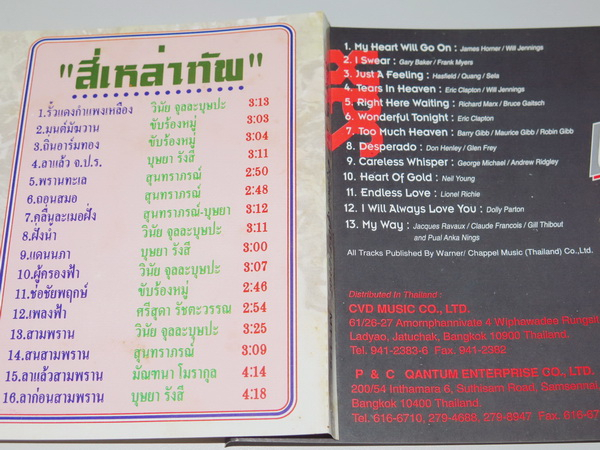 "สี่เหล่าทัพ"
1.รั้วแดงกำแพงเหลือง วินัย จุลละบุษปะ 3:13
2.มนต์มัฆวาน ขับร้องหมู่ 3:03
3.ถิ่นอาร์มทอง ขับร้องหมู่ 3:04
4.ลาแล้ว จ.ป.ร. บุษยา รังสี 3:11
5.พรานทะเล สุนทราภรณ์ 2:50
6.ถอนสมอ สุนทราภรณ์ 2:48
7.คลื่นละเมอฝั่ง สุนทราภรณ์-บุษยา 3:12
8.ฝั่งน้ำ วินัย จุลละบุษปะ 3:11
9.แดนนภา บุษยา รังสี 3:00
10.ผู้ครองฟ้า วินัย จุลละบุษปะ 3:07
11.ช่อชัยพฤกษ์ ขับร้องหมู่ 2:46
12.เพลงฟ้า ศรีสุดา รัชตะวรรณ 2:54
13.สามพราน วินัย จุลละบุษปะ 3:25
14.สนสามพราน สุนทราภรณ์ 3:09
15.ลาแล้วสามพราน มัณฑนา โมรากุล 4:14
16.ลาก่อนสามพราน บุษยา รังสี 4:18
1. My Heart Will Go On : James Horner / Will Jennings
2. I Swear : Gary Baker / Frank Myers
3. Just A Feeling : Hasfield / Quang / Sela
4. Tears In Heaven : Eric Clapton / Will Jennings
5. Right Here Waiting : Richard Marx / Bruce Gaitsch
6. Wonderful Tonight : Eric Clapton
7. Too Much Heaven : Barry Gibb / Maurice Gibb / Robin Gibb
8. Desperado : Don Henley / Glen Frey
9. Careless Whisper : George Michael / Andrew Ridgley
10. Heart Of Gold : Neil Young
11. Endless Love : Lionel Richie
12. I Will Always Love You : Dolly Parton
13. My Way : Jacques Ravaux / Claude Francois / Gill Thibout
and Pual Anka Nings
All Tracks Published By Warner/ Chappel Music (Thailand) Co.,Ltd.
Distributed In Thailand :
CVD MUSIC CO., LTD.
61/26-27 Amornphannivate 4 Wiphawadee Rungsit
Ladyao, Jatuchak, Bangkok 10900 Thailand.
Tel. 941-2383-6 Fax. 941-2382
P & C QANTUM ENTERPRISE CO., LTD.
200/54 Inthamara 6, Suthisarn Road, Samsennai,
Bangkok 10400 Thailand.
Tel. 616-6710, 279-4688, 279-8947 Fax. 616-67